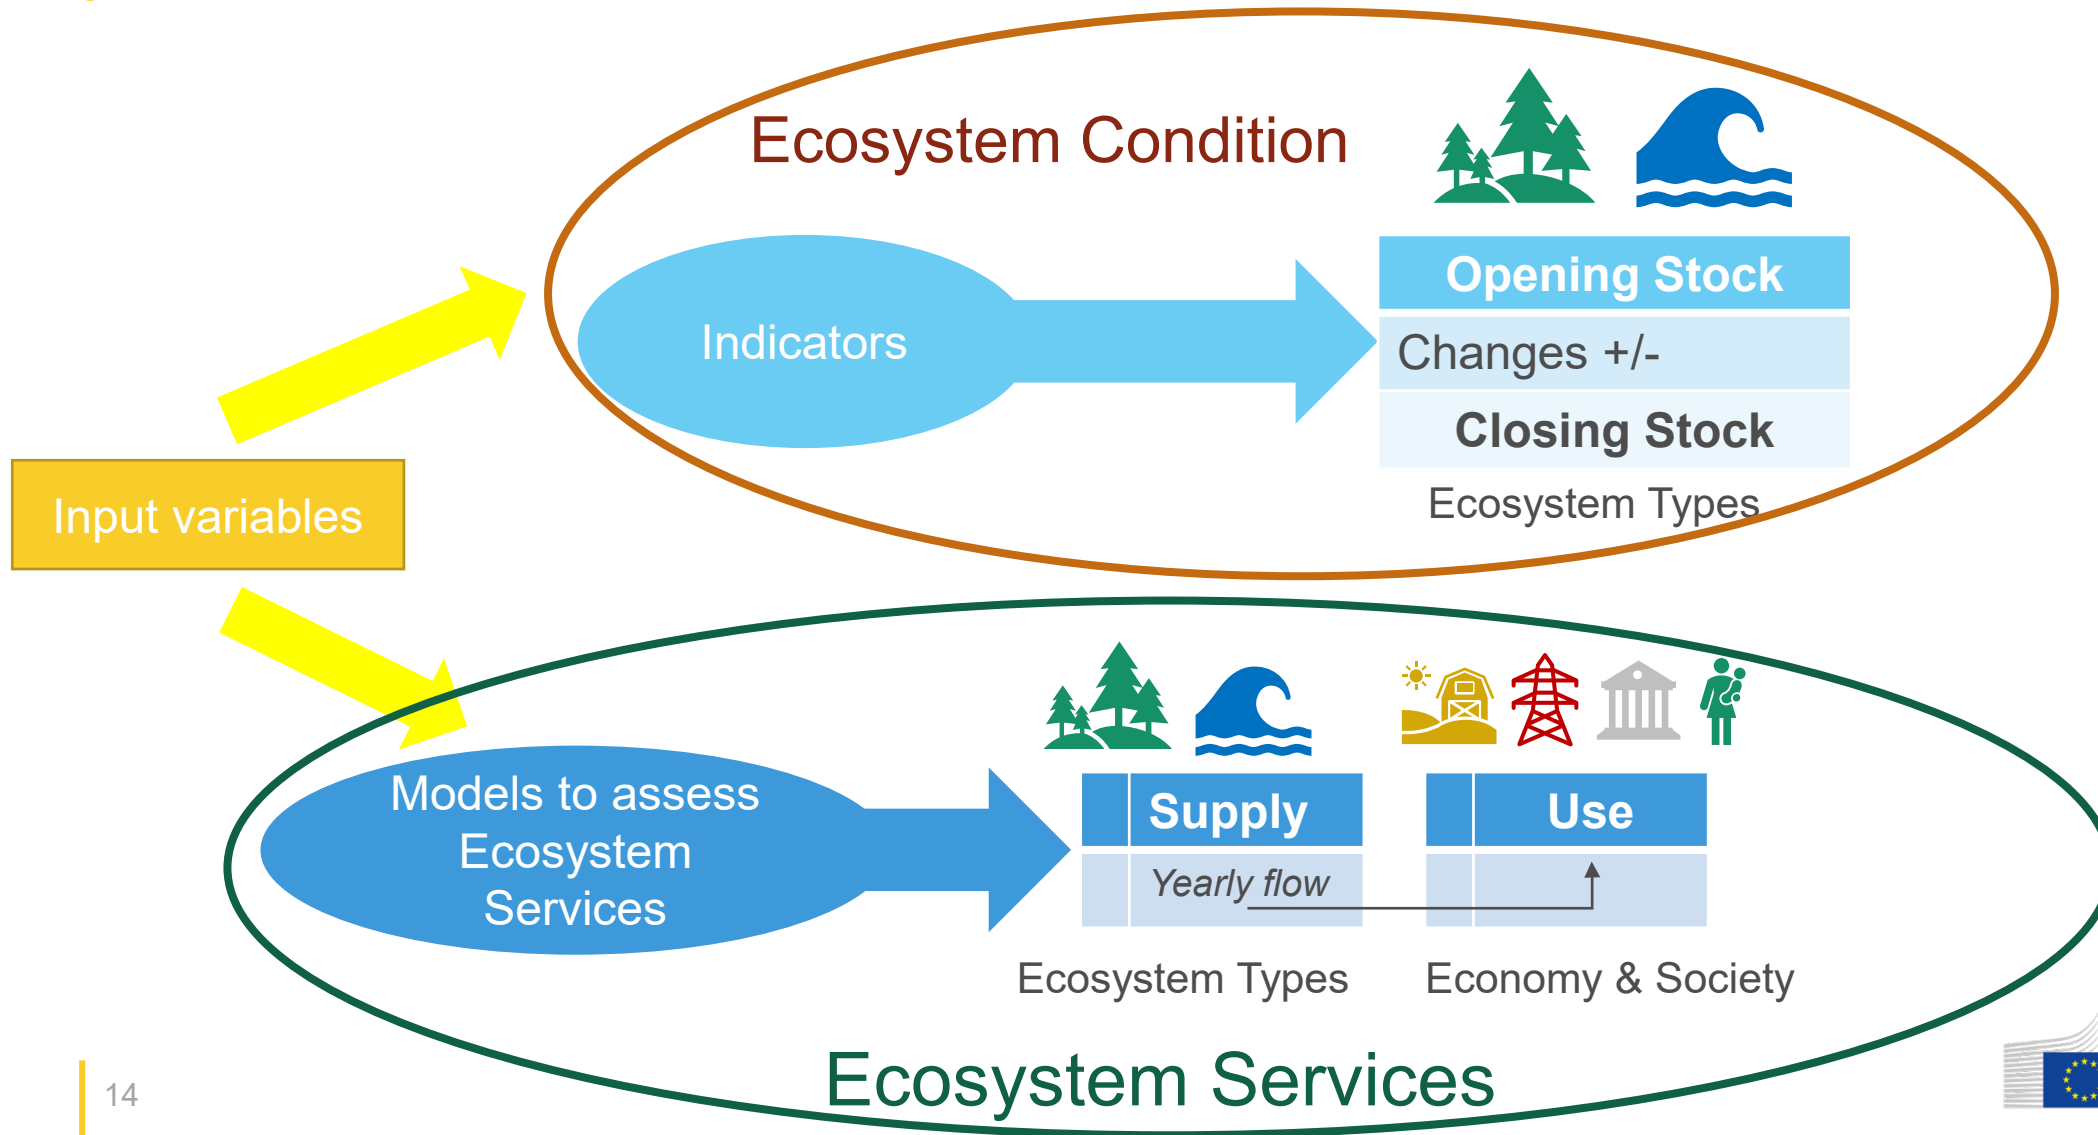 Ecosystem Condition
Indicators
Opening Stock
Changes +/-
Closing Stock
Ecosystem Types
Input variables
Models to assess
Ecosystem
Services
Supply
Yearly flow
Use
Ecosystem Types
Economy & Society
Ecosystem Services
14